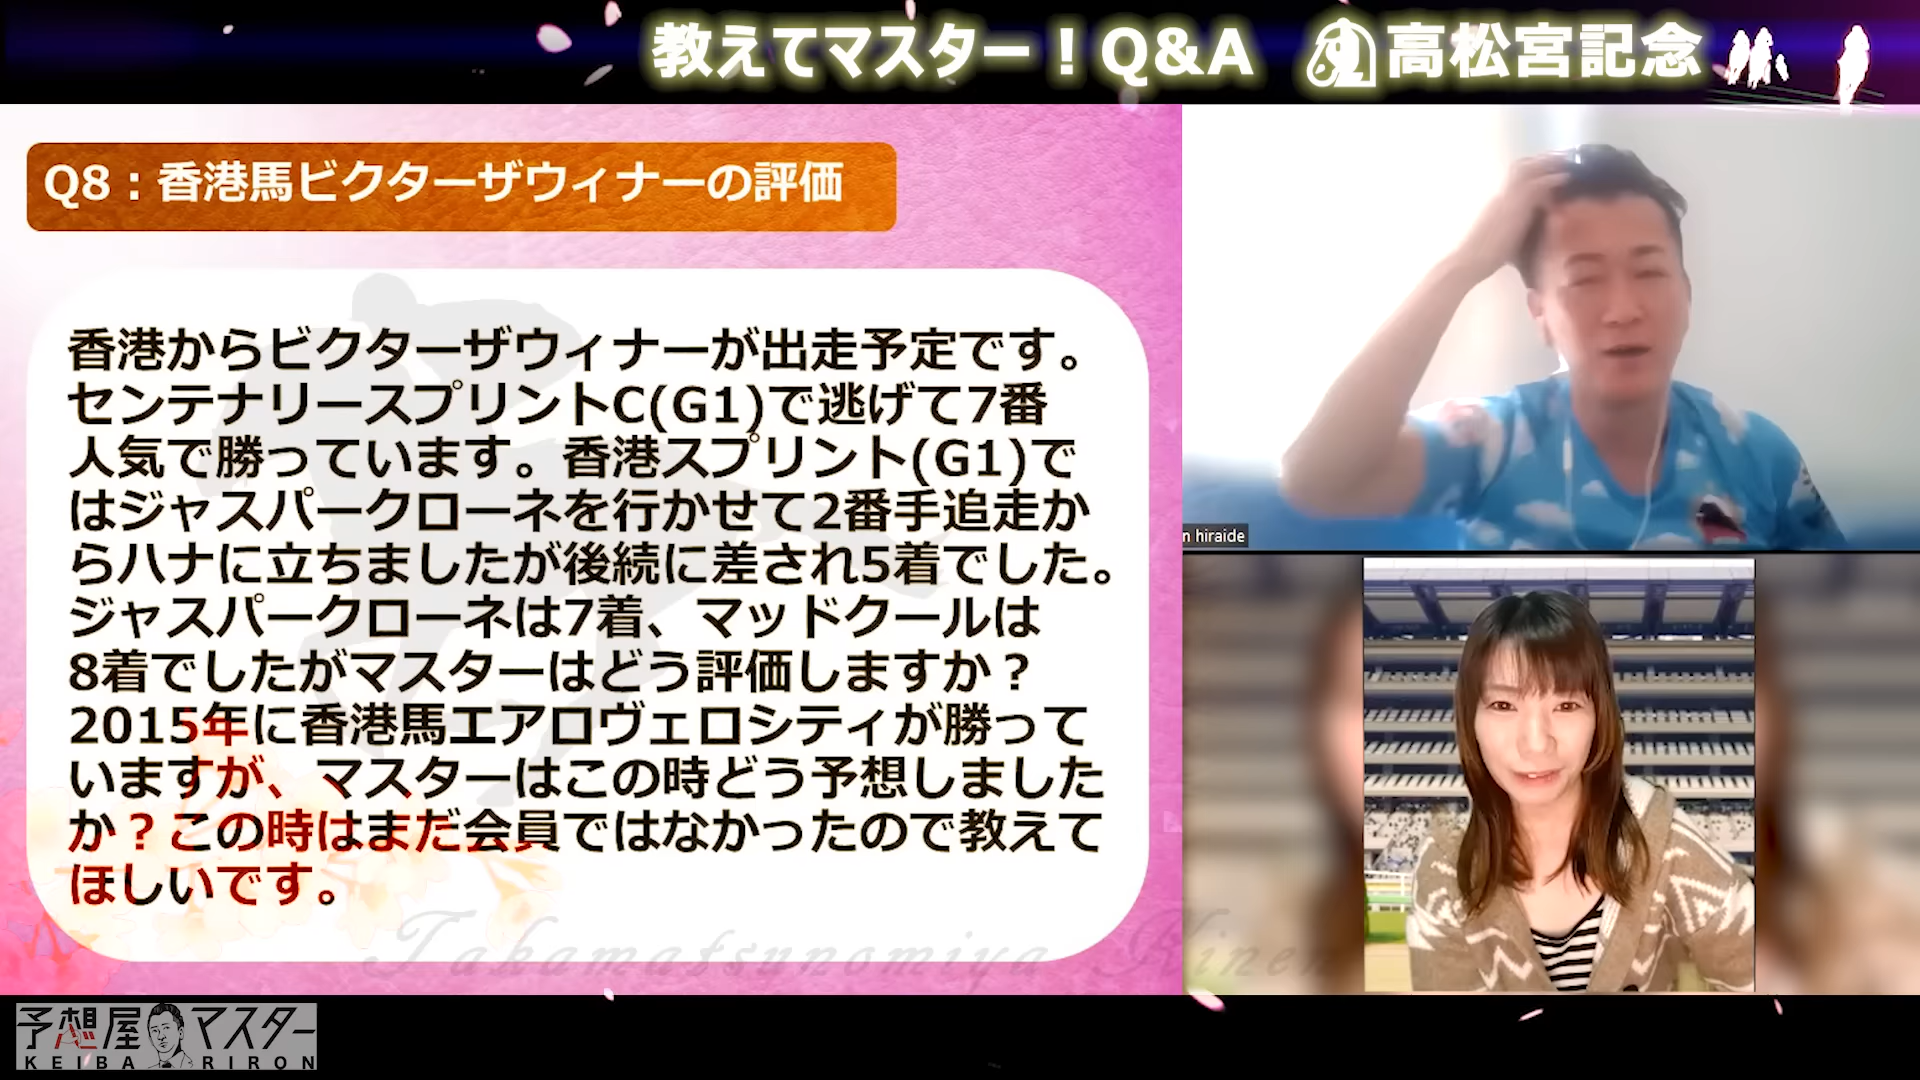 教えてマスター！Q&A 高松宮記念
Q8：香港馬ビクターザウィナーの評価
香港からビクターザウィナーが出走予定です。
センテナリースプリントC(G1)で逃げて7番
人気で勝っています。香港スプリント(G1)で
はジャスパークローネを行かせて2番手追走か
らハナに立ちましたが後続に差され5着でした。
ジャスパークローネは7着、マッドクールは
8着でしたがマスターはどう評価しますか？
2015年に香港馬エアロヴェロシティが勝って
いますが、マスターはこの時どう予想しました
か？この時はまだ会員ではなかったので教えて
ほしいです。
Takamatsunomiya Kinen
n hiraide
予想屋マスター
KEIBA RIRON